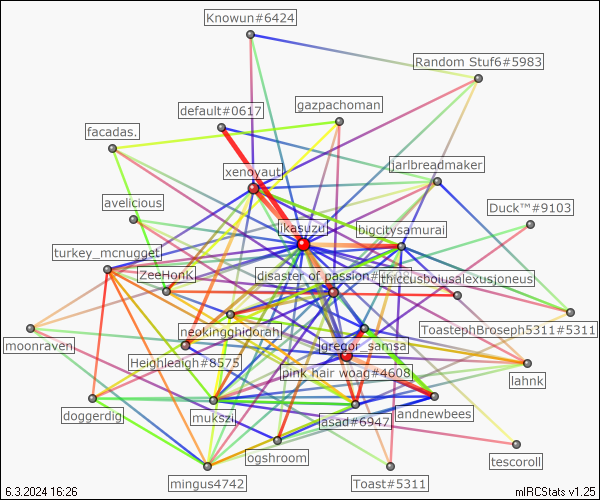 Knowun#6424
Random Stuf6#5983
default#0617
gazpachoman
facadas.
xenoyaut
jarlbreadmaker
avelicious
Duck™#9103
ikasuzu
bigcitysamurai
turkey_mcnugget
ZeeHonK
disaster of passion#
thiccusboiusalexusjoneus
neokingghidorah
ToastephBroseph5311#5311
moonraven
gregor_samsa
Heighleaigh#8575
pink hair woag#4608
lahnk
doggerdig
mukszi
asad#6947
andnewbees
ogshroom
tescoroll
mingus4742
Toast#5311
6.3.2024 16:26
mIRCStats v1.25